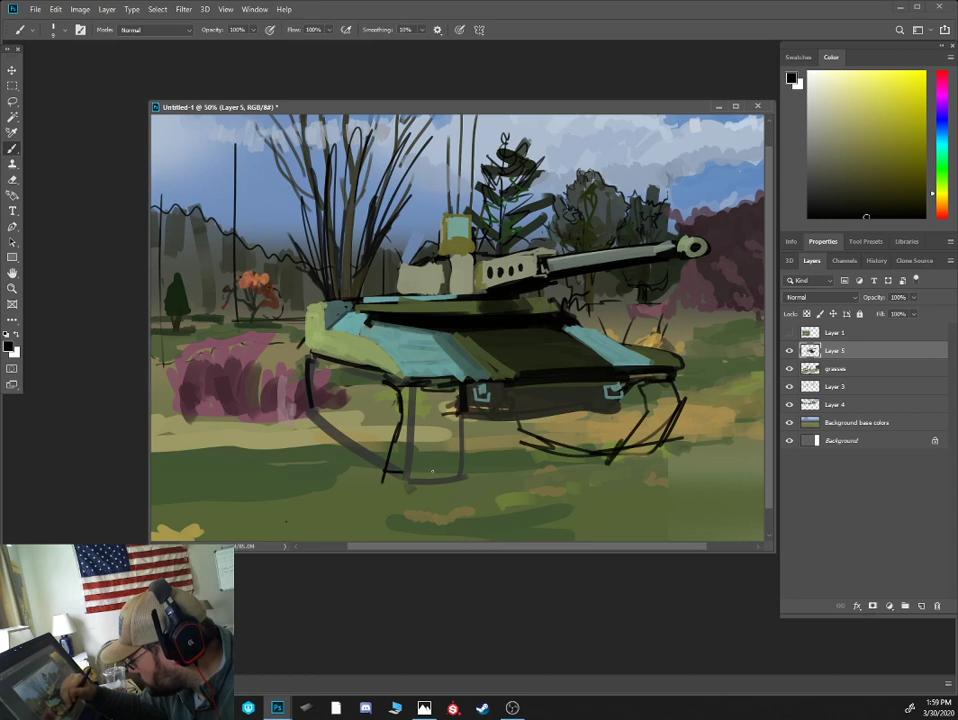 Ps File Edit Image Layer Type Select Filter 3D View Window Help
Mode: Normal Opacity: 100% Flow: 100% Smoothing: 10%
Swatches Color
Untitled-1 @ 50% (Layer 5, RGB/8#) *
Info Properties Tool Presets Libraries
3D Layers Channels History Clone Source
Kind
Normal Opacity: 100%
Lock: Fill: 100%
Layer 1
Layer 5
grasses
Layer 3
Layer 4
Background base colors
Background
fx
Ps
1:59 PM
3/30/2020